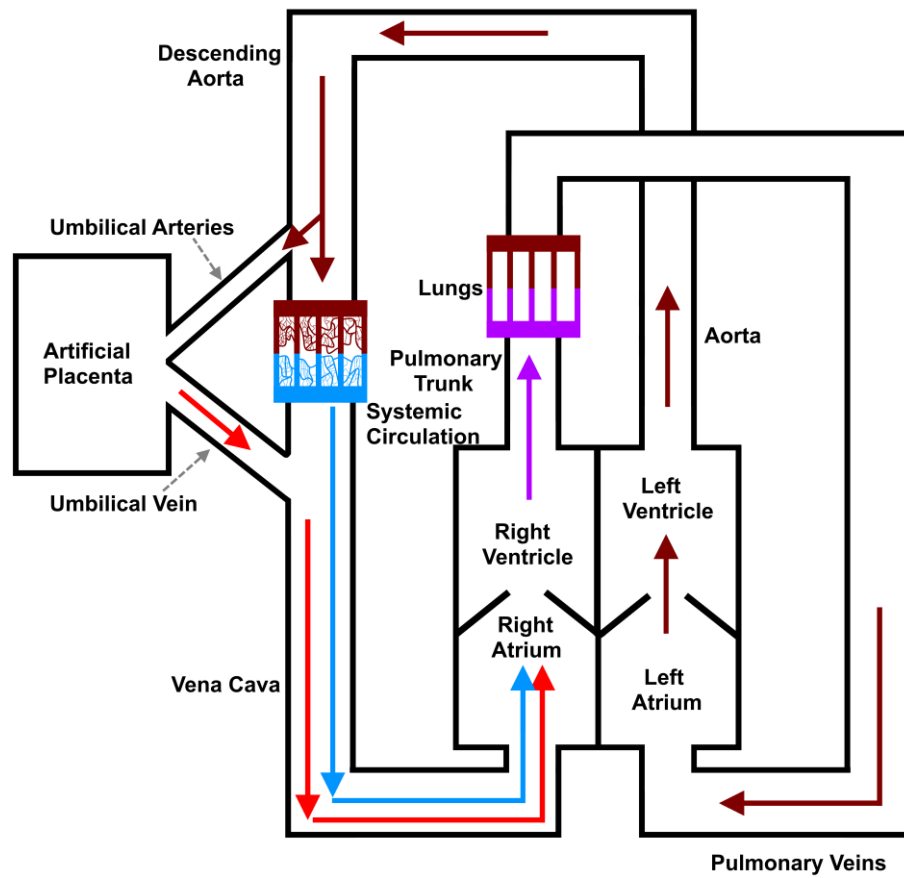 Descending
Aorta
Umbilical Arteries
Lungs
Artificial
Placenta
Aorta
Pulmonary
Trunk
Systemic
Circulation
Umbilical Vein
Left
Ventricle
Right
Ventricle
Right
Atrium
Vena Cava
Left
Atrium
Pulmonary Veins